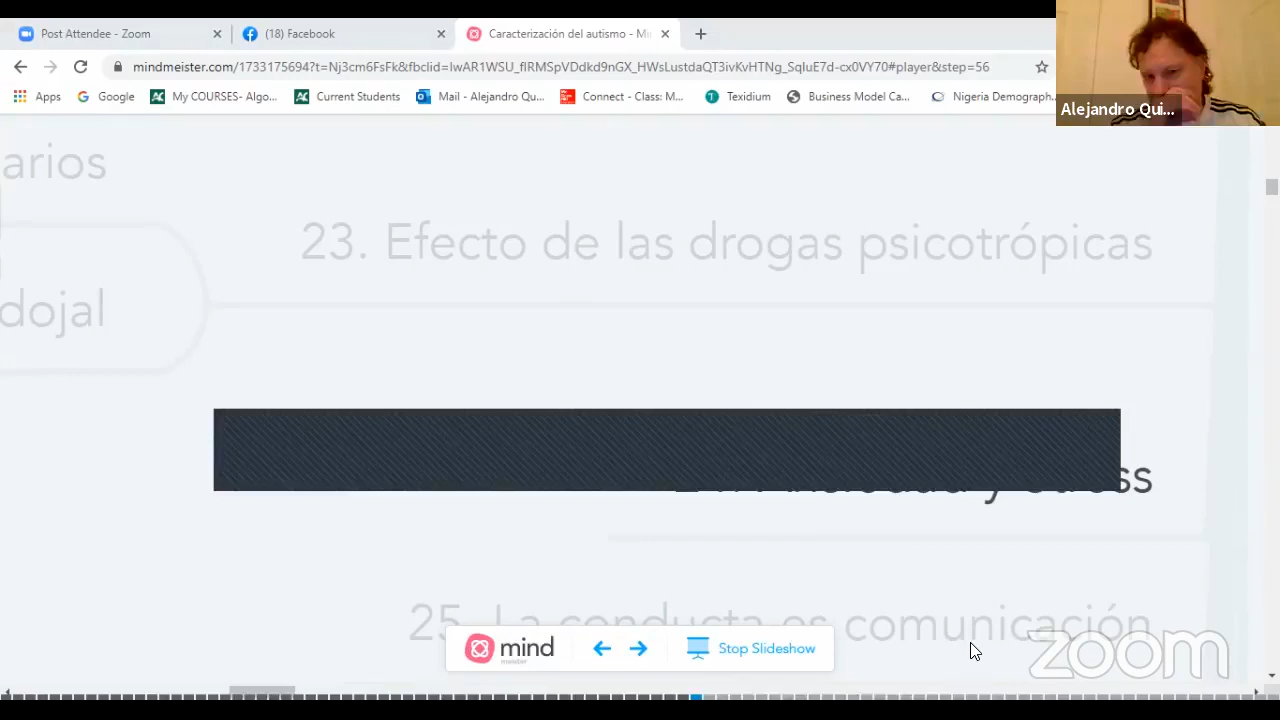 Post Attendee - Zoom
(18) Facebook
Caracterización del autismo - Mi
mindmeister.com/1733175694?t=Nj3cm6FsFk&fbclid=IwAR1WSU_flRMSpVDdkd9nGX_HWsLustdaQT3ivKvHTNg_SqluE7d-cx0VY70#player&step=56
Apps
Google
My COURSES- Algo...
Current Students
Mail - Alejandro Qu...
Connect - Class: M...
Texidium
Business Model Ca...
Nigeria Demograph...
Alejandro Qui...
arios
23. Efecto de las drogas psicotrópicas
dojal
y
25. La conducta es comunicación
mind
meister
Stop Slideshow
zoom